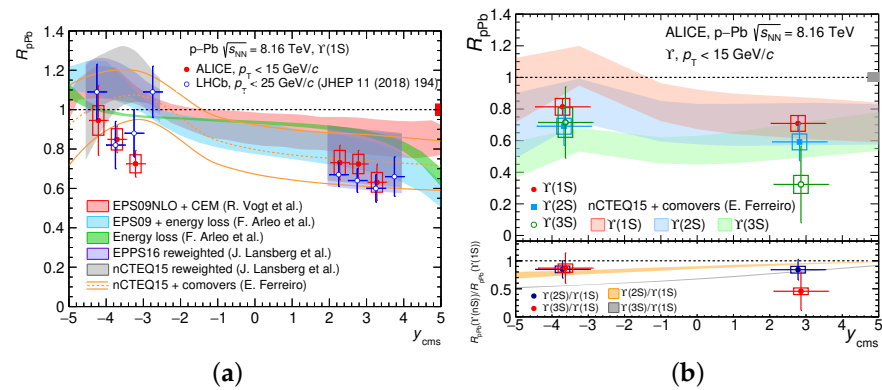 R_pPb
1.4
1.2
1
0.8
0.6
0.4
0.2
0
p–Pb √s_NN = 8.16 TeV, ϒ(1S)
ALICE, p_T < 15 GeV/c
LHCb, p_T < 25 GeV/c (JHEP 11 (2018) 194)
EPS09NLO + CEM (R. Vogt et al.)
EPS09 + energy loss (F. Arleo et al.)
Energy loss (F. Arleo et al.)
EPPS16 reweighted (J. Lansberg et al.)
nCTEQ15 reweighted (J. Lansberg et al.)
nCTEQ15 + comovers (E. Ferreiro)
−5 −4 −3 −2 −1 0 1 2 3 4 5
y_cms
(a)
R_pPb
1.4
1.2
1
0.8
0.6
0.4
0.2
ALICE, p–Pb √s_NN = 8.16 TeV
ϒ, p_T < 15 GeV/c
ϒ(1S)
ϒ(2S) nCTEQ15 + comovers (E. Ferreiro)
ϒ(3S) ϒ(1S) ϒ(2S) ϒ(3S)
R_pPb(ϒ(nS))/R_pPb(ϒ(1S))
1
0.5
0
ϒ(2S)/ϒ(1S) ϒ(2S)/ϒ(1S)
ϒ(3S)/ϒ(1S) ϒ(3S)/ϒ(1S)
−5 −4 −3 −2 −1 0 1 2 3 4 5
y_cms
(b)